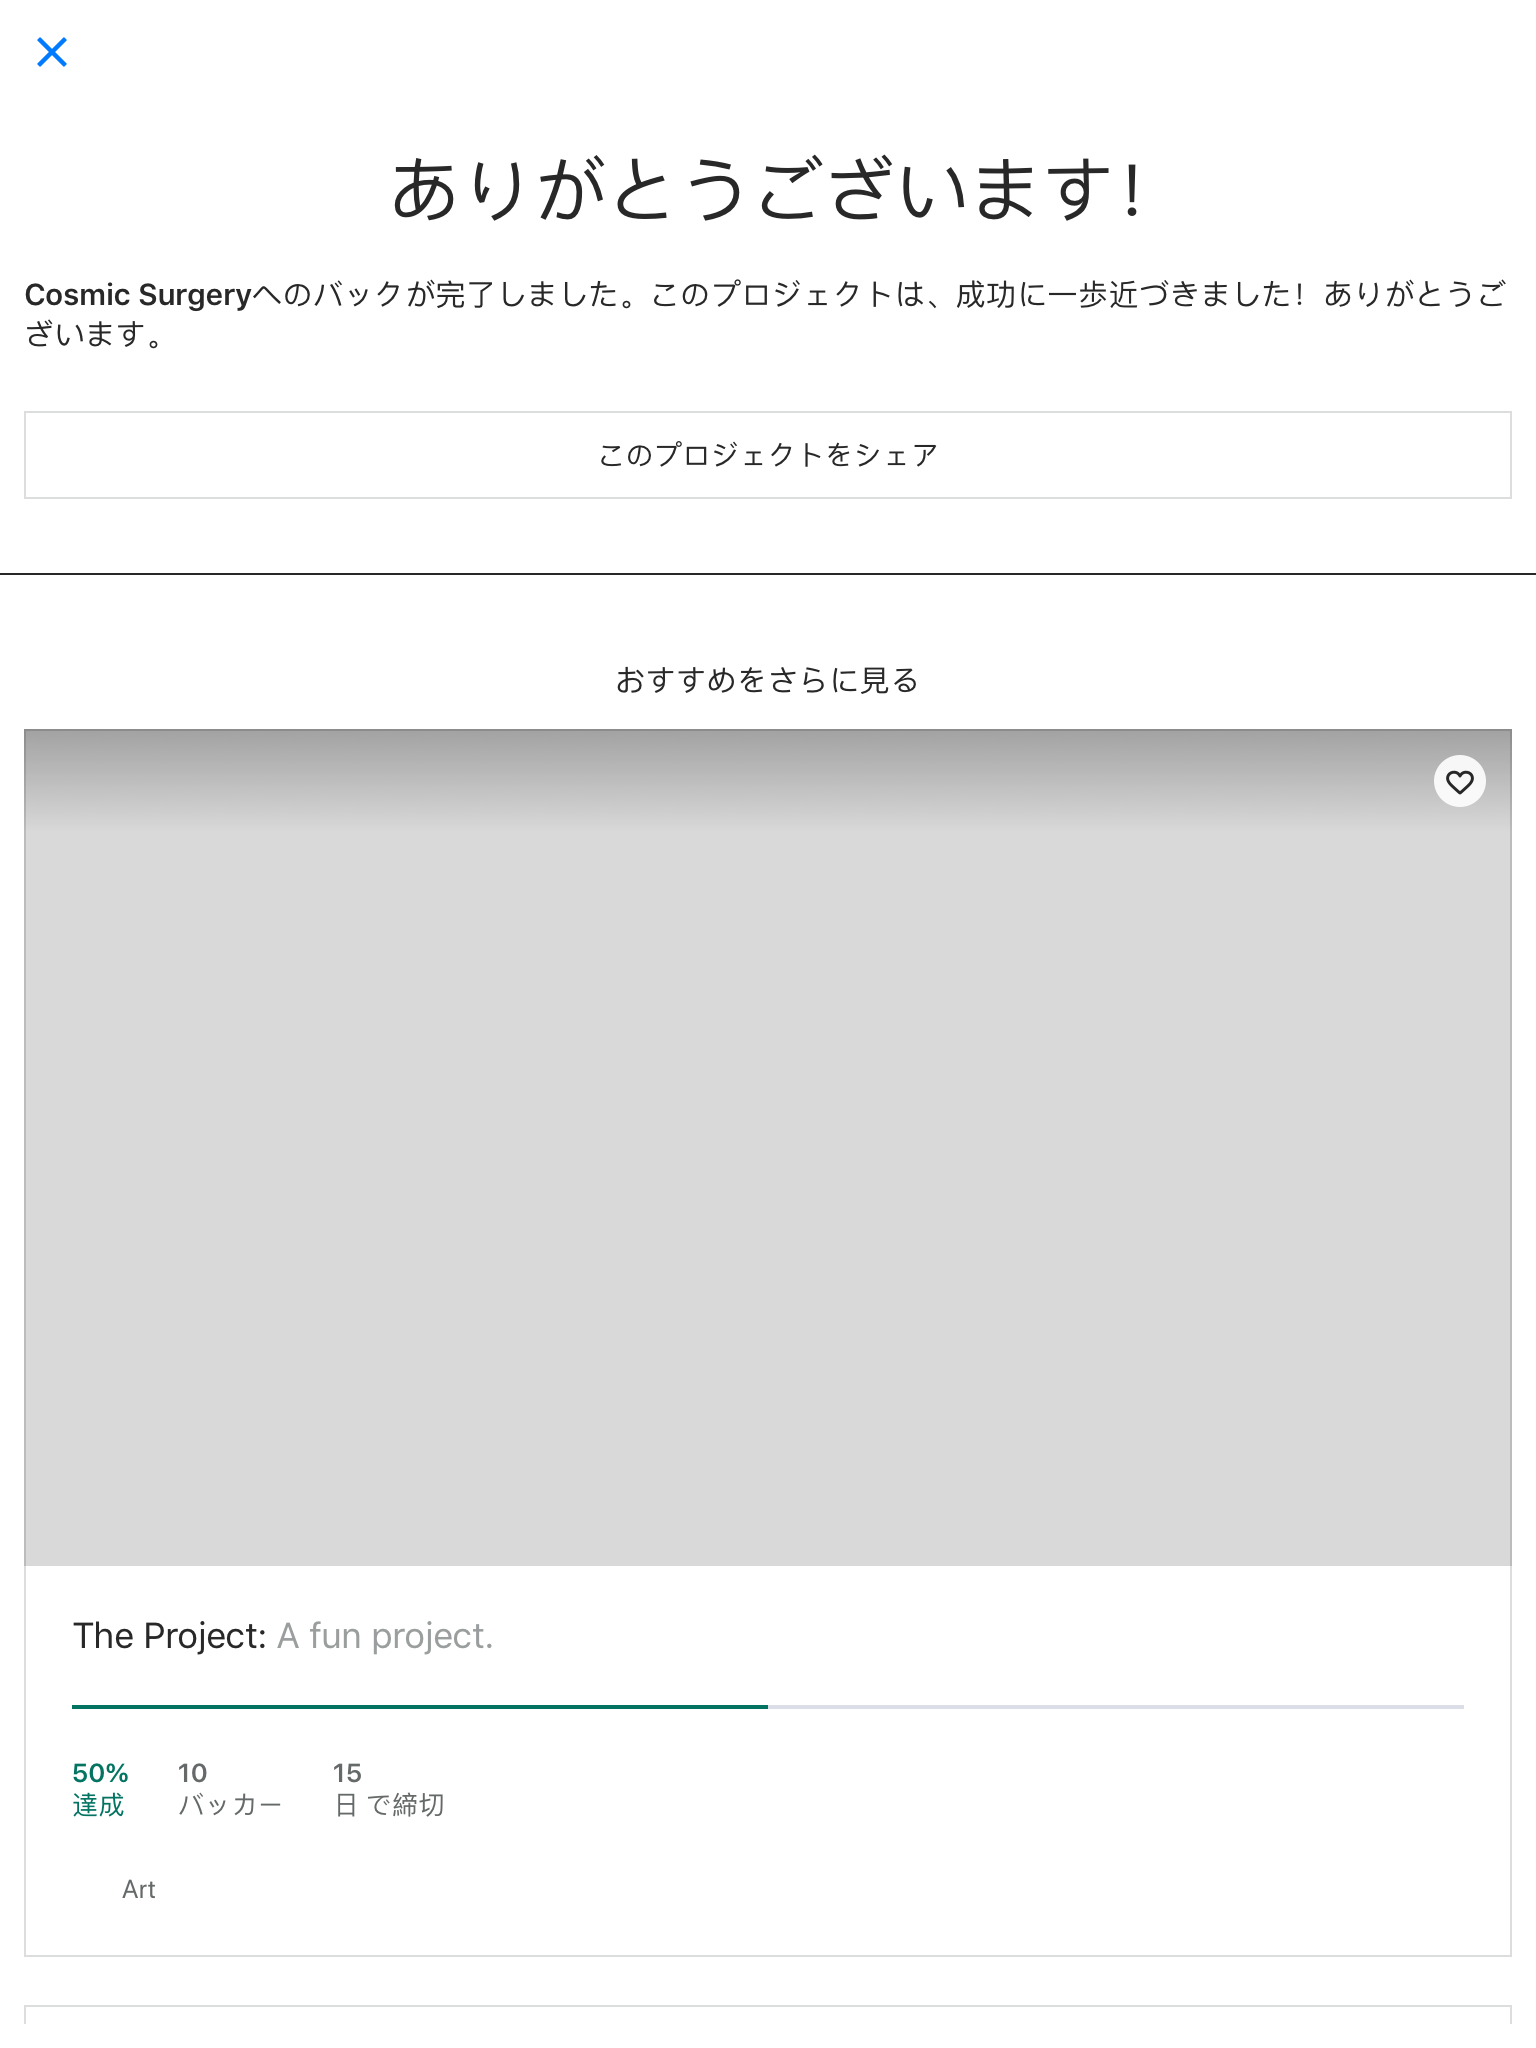 ありがとうございます！
Cosmic Surgeryへのバックが完了しました。このプロジェクトは、成功に一歩近づきました！ありがとうご
ざいます。
このプロジェクトをシェア
おすすめをさらに見る
The Project: A fun project.
50% 10 15
達成 バッカー 日 で締切
Art